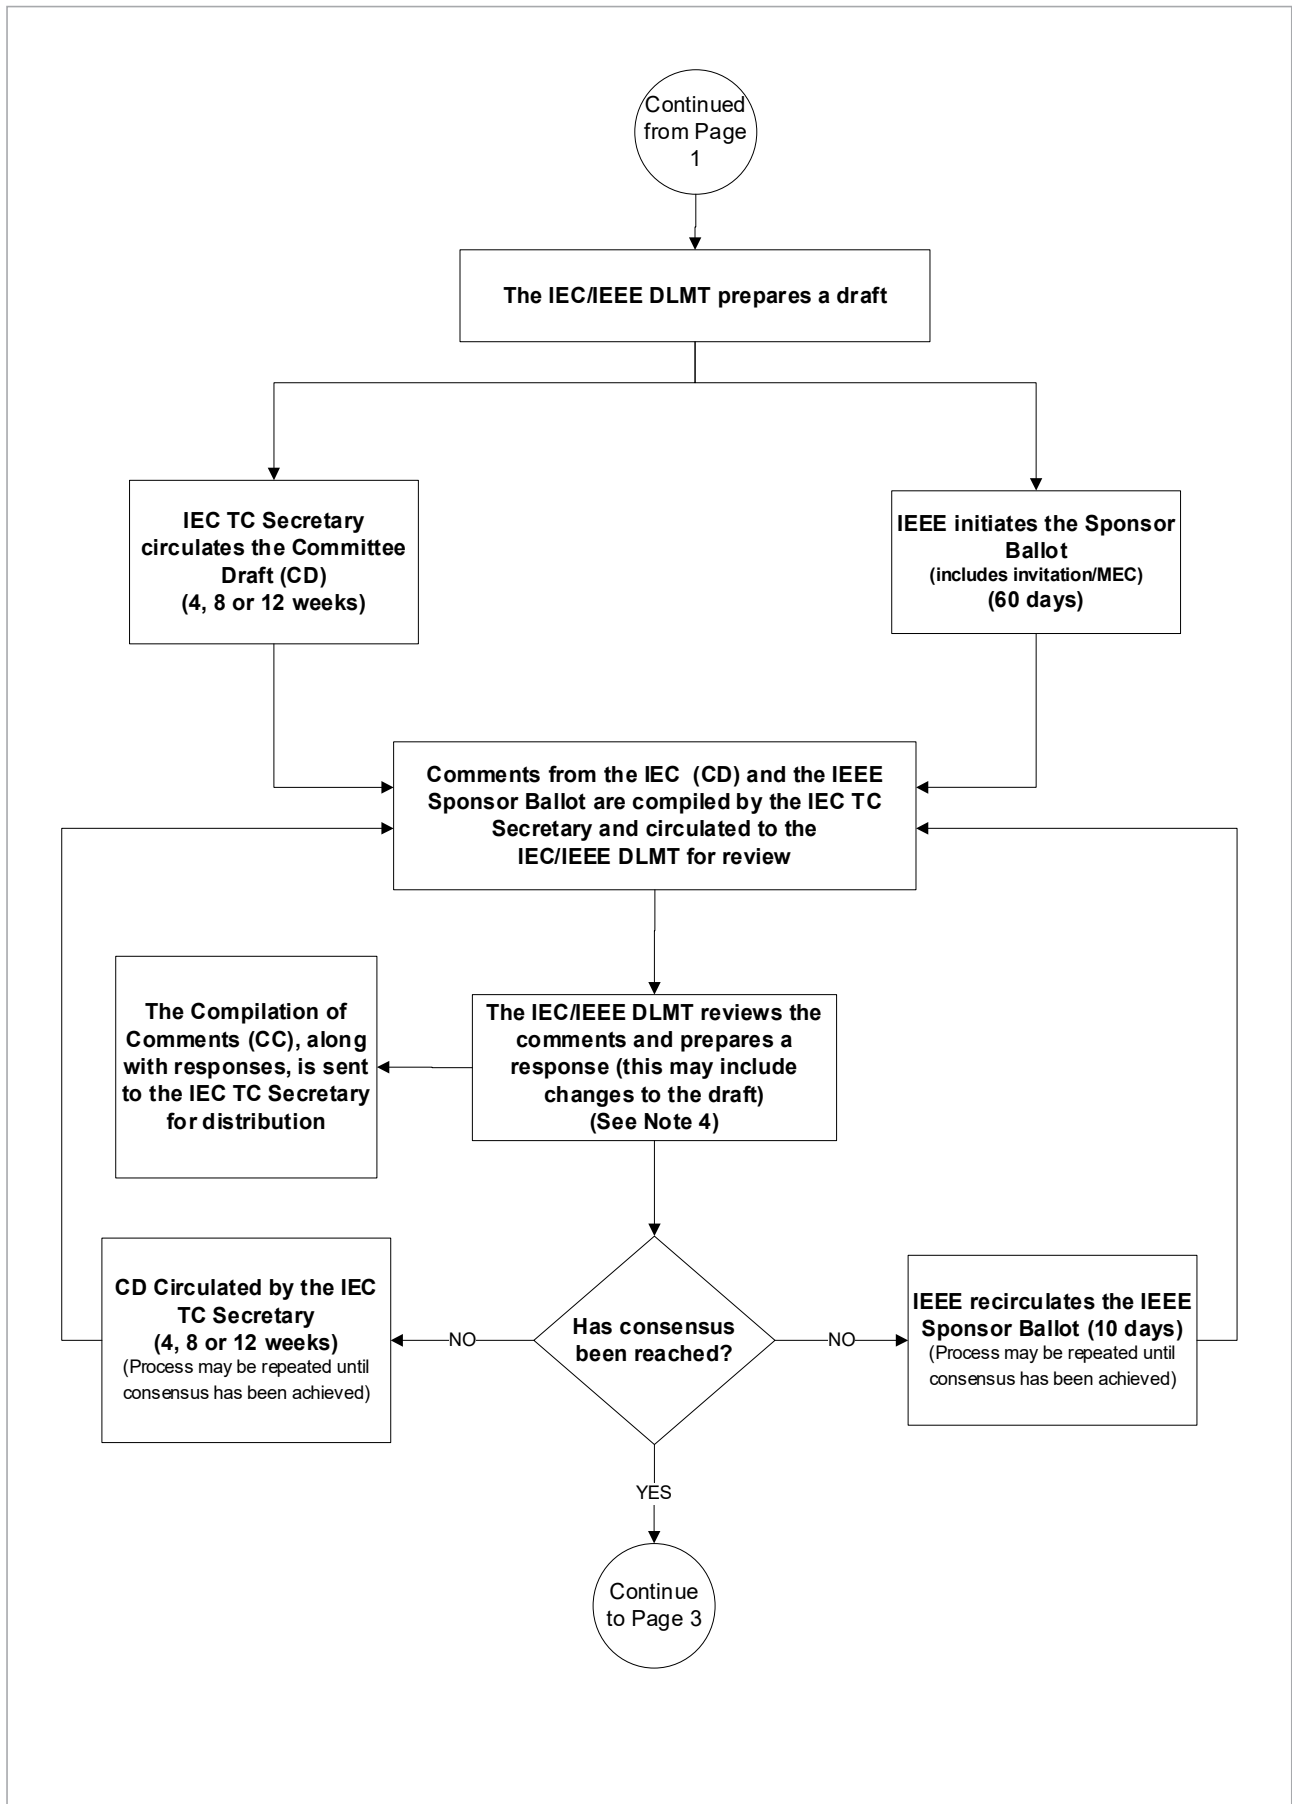 Continued
from Page
1
The IEC/IEEE DLMT prepares a draft
IEC TC Secretary
circulates the Committee
Draft (CD)
(4, 8 or 12 weeks)
IEEE initiates the Sponsor
Ballot
(includes invitation/MEC)
(60 days)
Comments from the IEC (CD) and the IEEE
Sponsor Ballot are compiled by the IEC TC
Secretary and circulated to the
IEC/IEEE DLMT for review
The Compilation of
Comments (CC), along
with responses, is sent
to the IEC TC Secretary
for distribution
The IEC/IEEE DLMT reviews the
comments and prepares a
response (this may include
changes to the draft)
(See Note 4)
CD Circulated by the IEC
TC Secretary
(4, 8 or 12 weeks)
(Process may be repeated until
consensus has been achieved)
NO
Has consensus
been reached?
NO
IEEE recirculates the IEEE
Sponsor Ballot (10 days)
(Process may be repeated until
consensus has been achieved)
YES
Continue
to Page 3